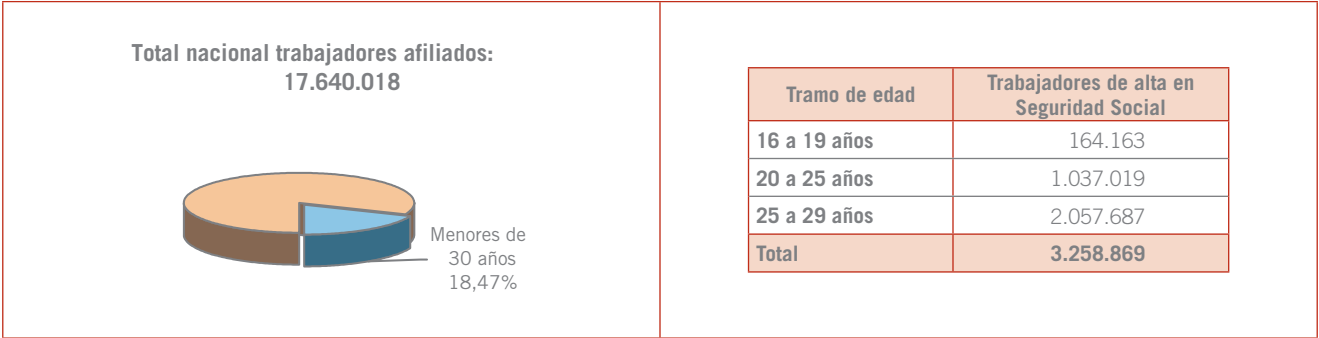 Total nacional trabajadores afiliados:
17.640.018
Menores de
30 años
18,47%
Tramo de edad
Trabajadores de alta en
Seguridad Social
16 a 19 años 164.163
20 a 25 años 1.037.019
25 a 29 años 2.057.687
Total 3.258.869